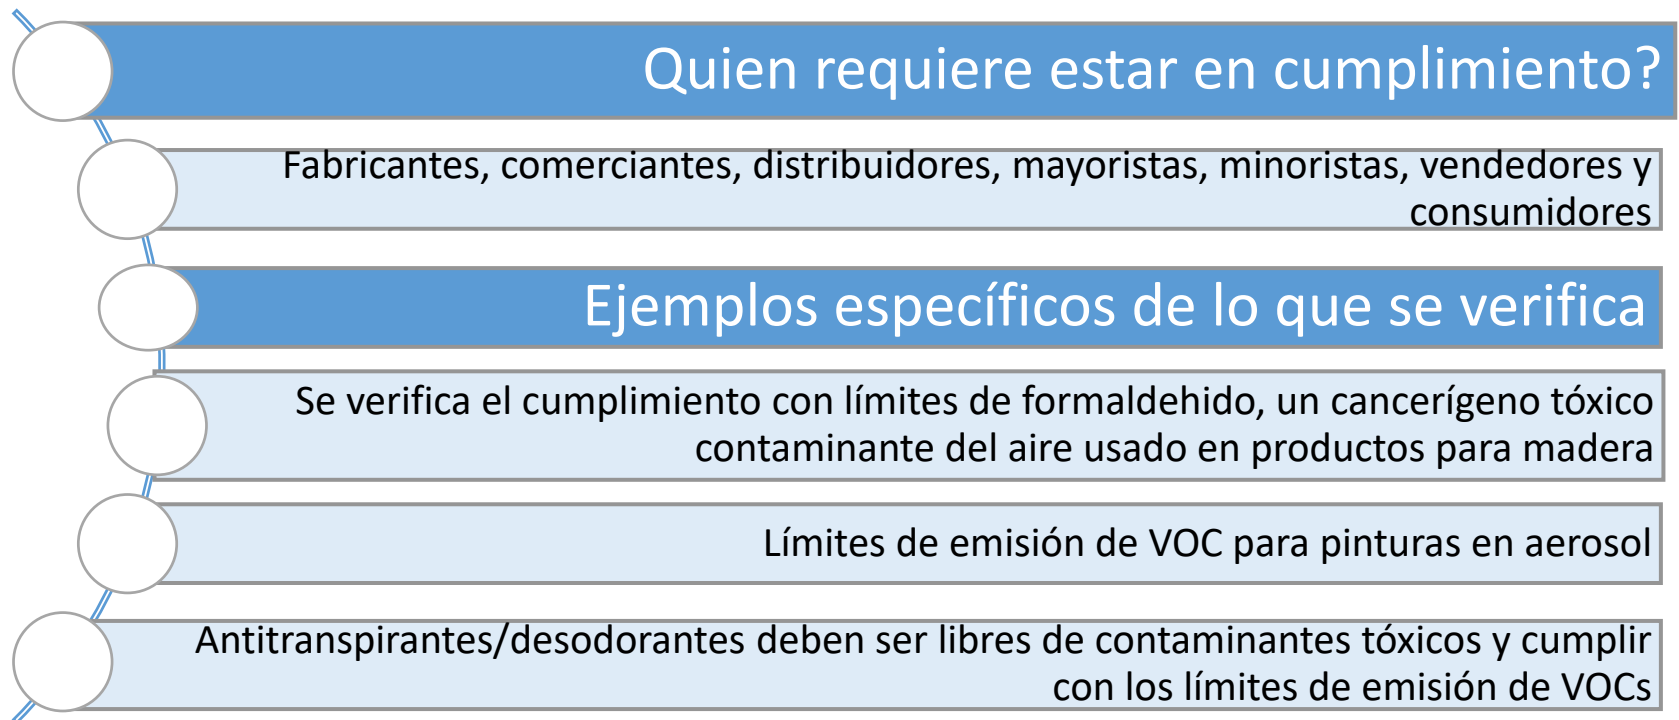 Quien requiere estar en cumplimiento?
Fabricantes, comerciantes, distribuidores, mayoristas, minoristas, vendedores y
consumidores
Ejemplos específicos de lo que se verifica
Se verifica el cumplimiento con límites de formaldehido, un cancerígeno tóxico
contaminante del aire usado en productos para madera
Límites de emisión de VOC para pinturas en aerosol
Antitranspirantes/desodorantes deben ser libres de contaminantes tóxicos y cumplir
con los límites de emisión de VOCs